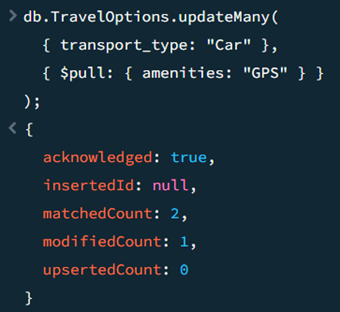 > db.TravelOptions.updateMany(
{ transport_type: "Car" },
{ $pull: { amenities: "GPS" } }
);
< {
acknowledged: true,
insertedId: null,
matchedCount: 2,
modifiedCount: 1,
upsertedCount: 0
}